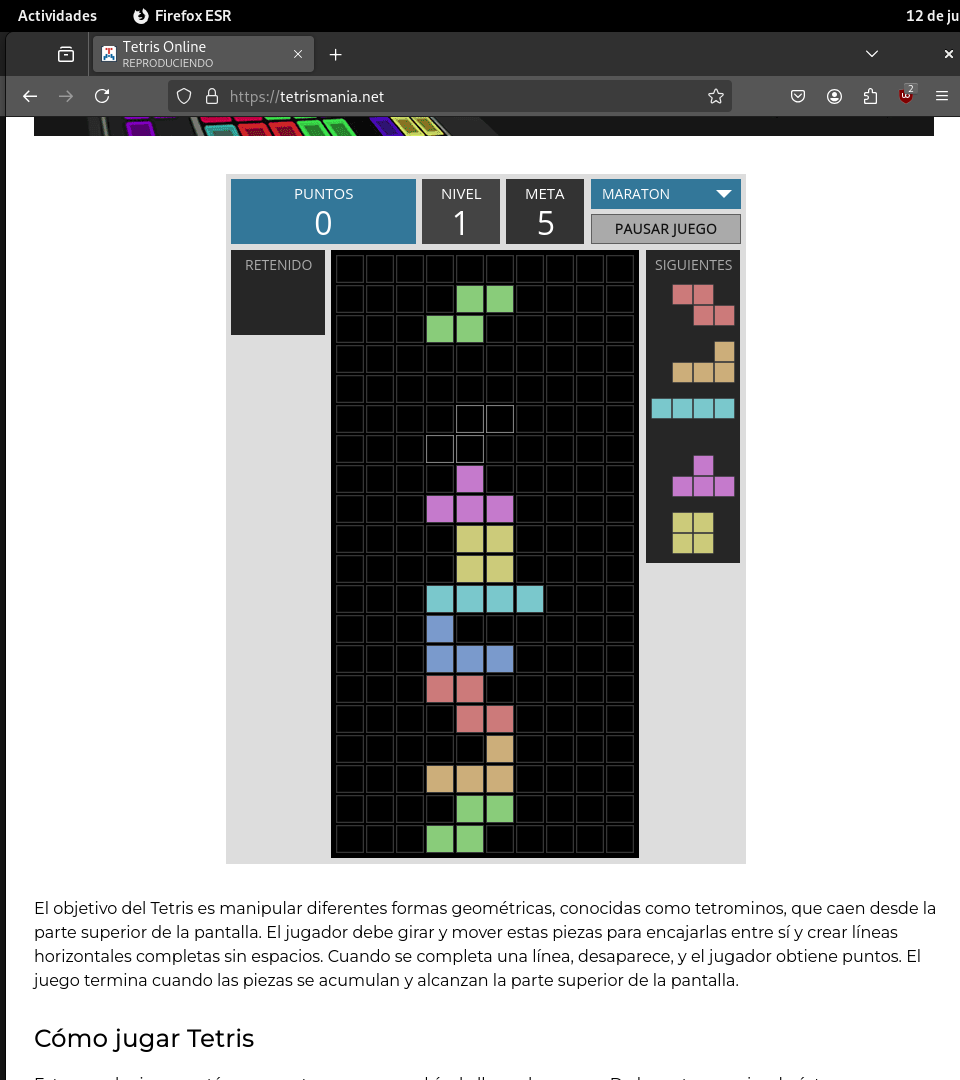 Actividades
Firefox ESR
12 de ju
Tetris Online
REPRODUCIENDO
https://tetrismania.net
2
PUNTOS
0
NIVEL
1
META
5
MARATON
PAUSAR JUEGO
RETENIDO
SIGUIENTES
El objetivo del Tetris es manipular diferentes formas geométricas, conocidas como tetrominos, que caen desde la
parte superior de la pantalla. El jugador debe girar y mover estas piezas para encajarlas entre sí y crear líneas
horizontales completas sin espacios. Cuando se completa una línea, desaparece, y el jugador obtiene puntos. El
juego termina cuando las piezas se acumulan y alcanzan la parte superior de la pantalla.
Cómo jugar Tetris